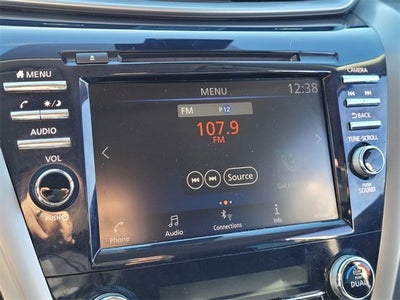 MENU
CAMERA
MENU
12:38
FM
P12
107.9
FM
BACK
AUDIO
TUNE·SCROLL
VOL
Source
PUSH
PUSH
SOUND
Phone
Audio
Connections
Info
DUAL